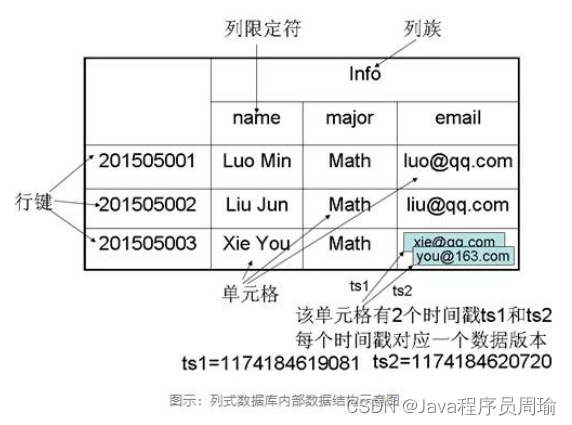 列限定符 列族
Info
name major email
201505001 Luo Min Math luo@qq.com
行键
201505002 Liu Jun Math liu@qq.com
201505003 Xie You Math xie@qq.com
you@163.com
单元格 ts1 ts2
该单元格有2个时间戳ts1和ts2
每个时间戳对应一个数据版本
ts1=1174184619081 ts2=1174184620720
图示：列式数据库内部数据结构示意图
CSDN @Java程序员周瑜